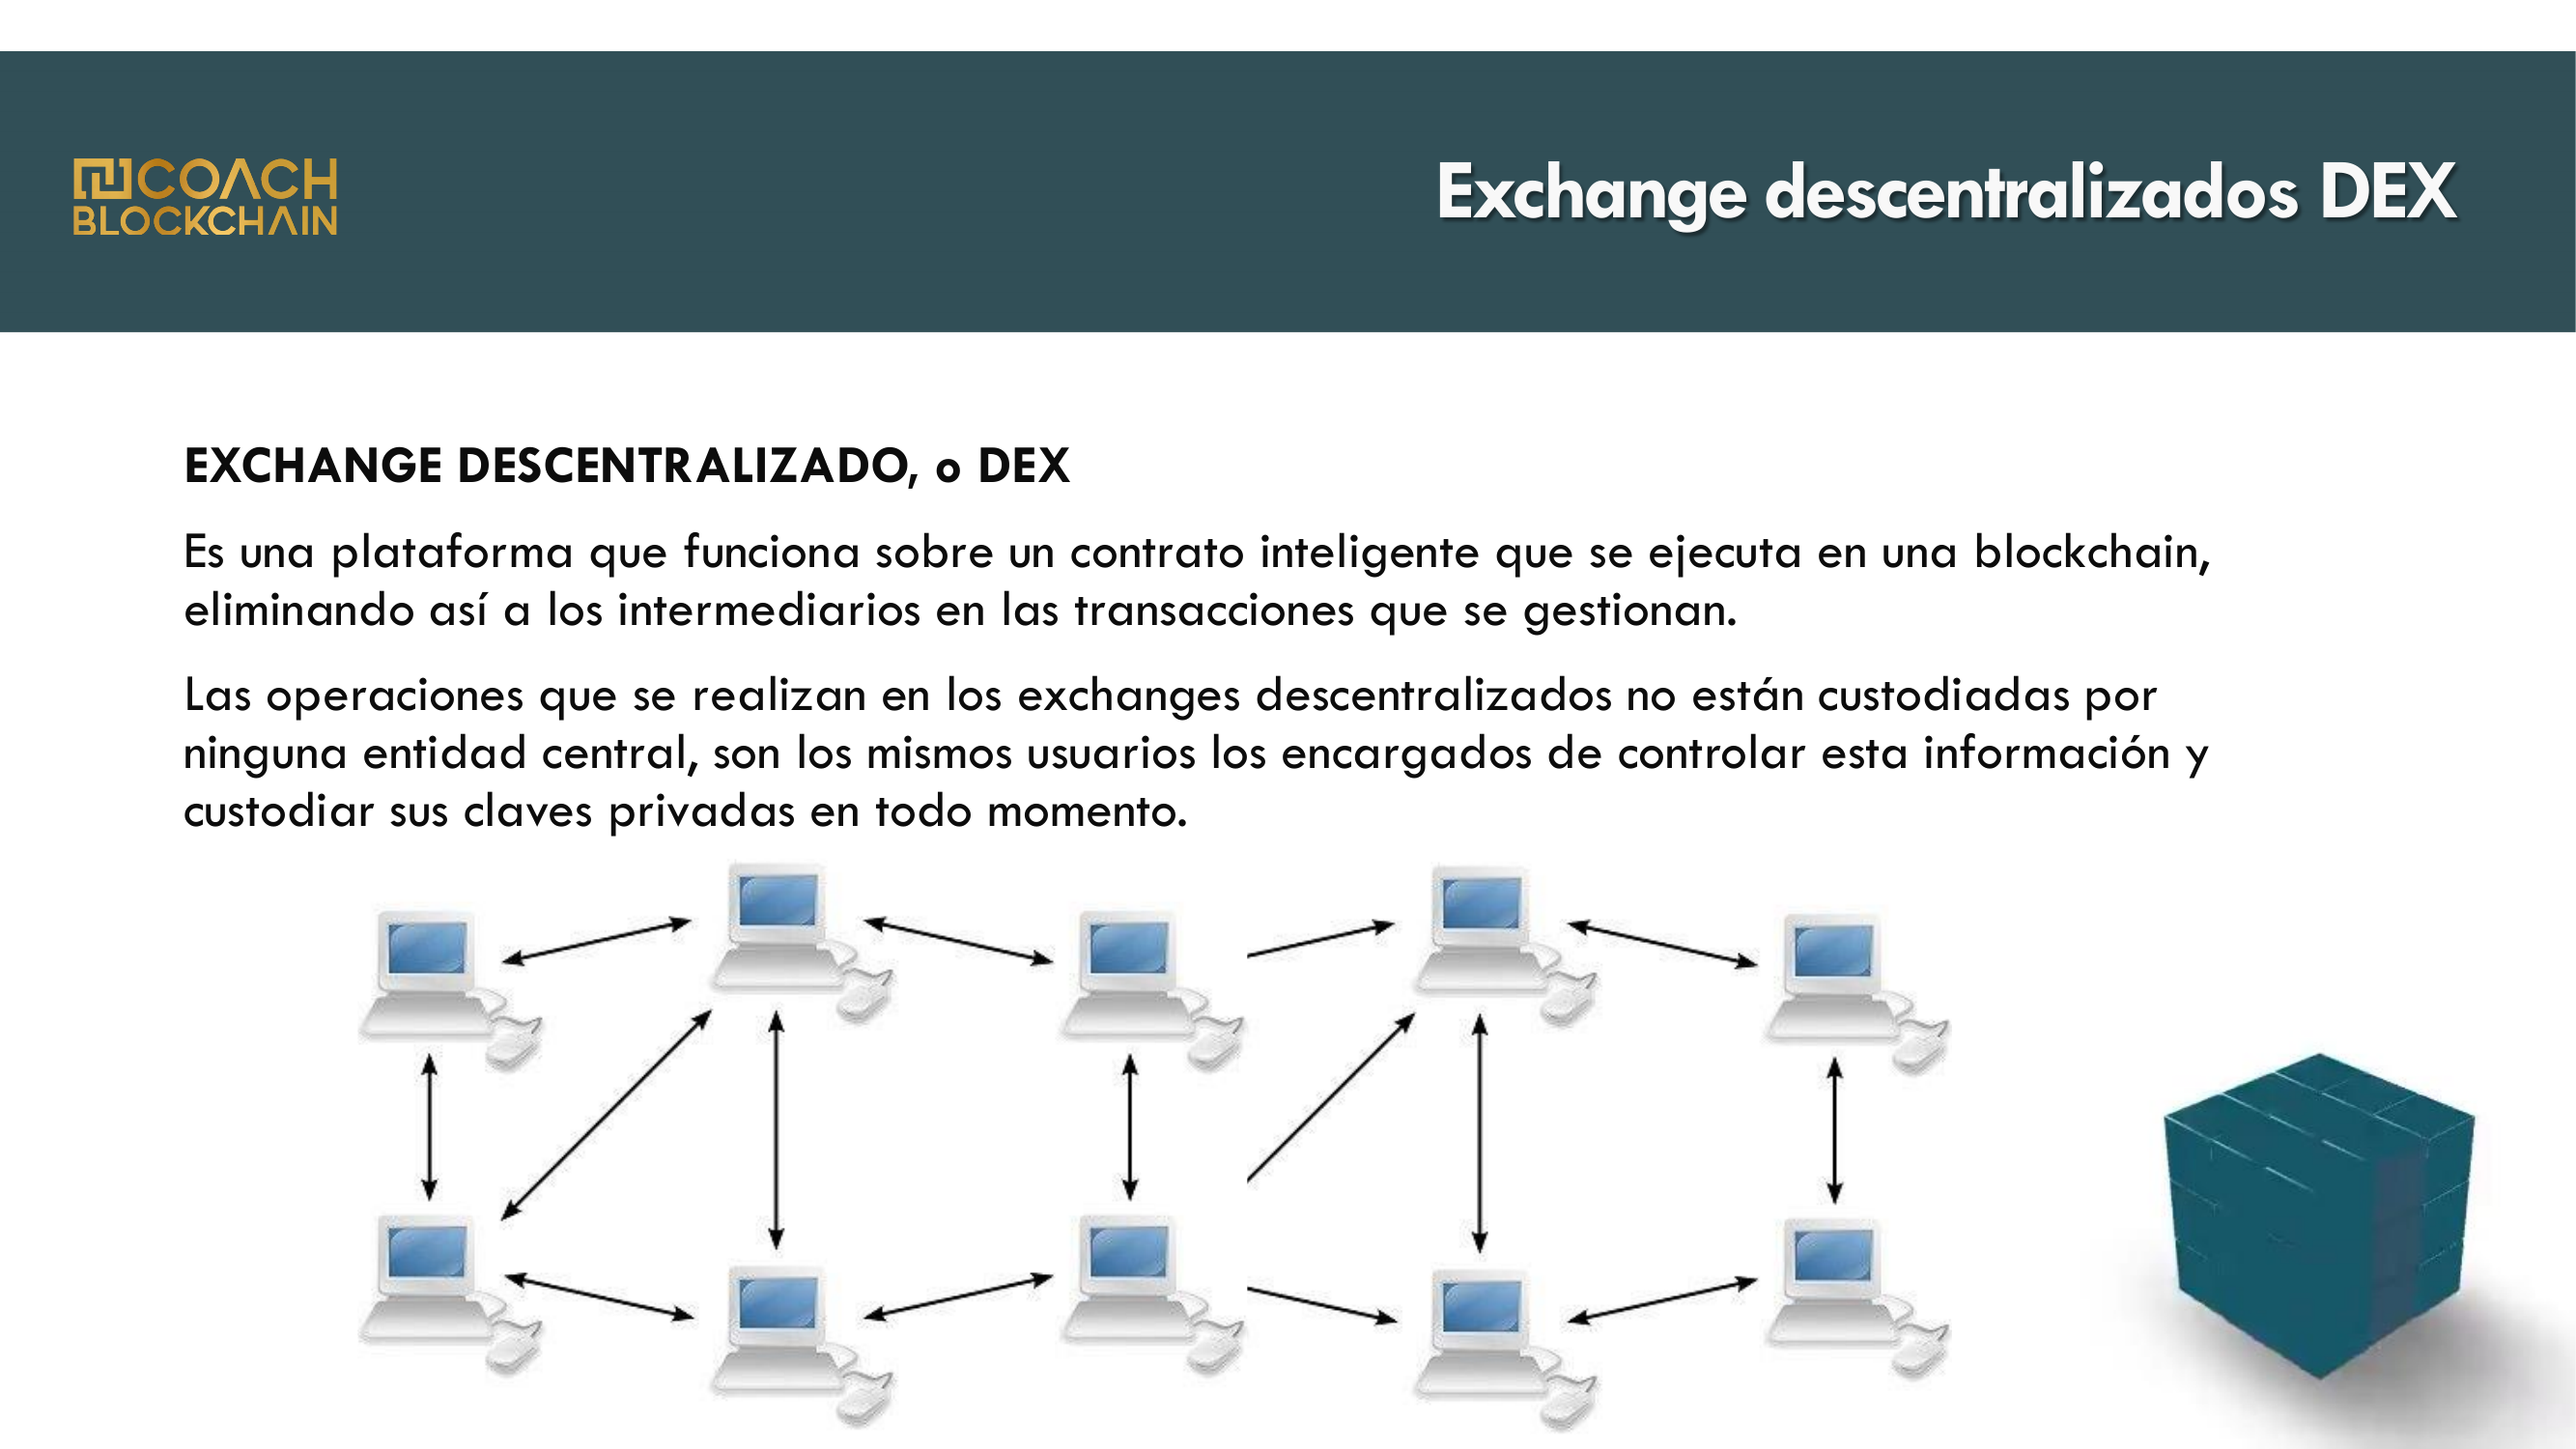 COACH
BLOCKCHAIN
Exchange descentralizados DEX
EXCHANGE DESCENTRALIZADO, o DEX
Es una plataforma que funciona sobre un contrato inteligente que se ejecuta en una blockchain,
eliminando así a los intermediarios en las transacciones que se gestionan.
Las operaciones que se realizan en los exchanges descentralizados no están custodiadas por
ninguna entidad central, son los mismos usuarios los encargados de controlar esta información y
custodiar sus claves privadas en todo momento.